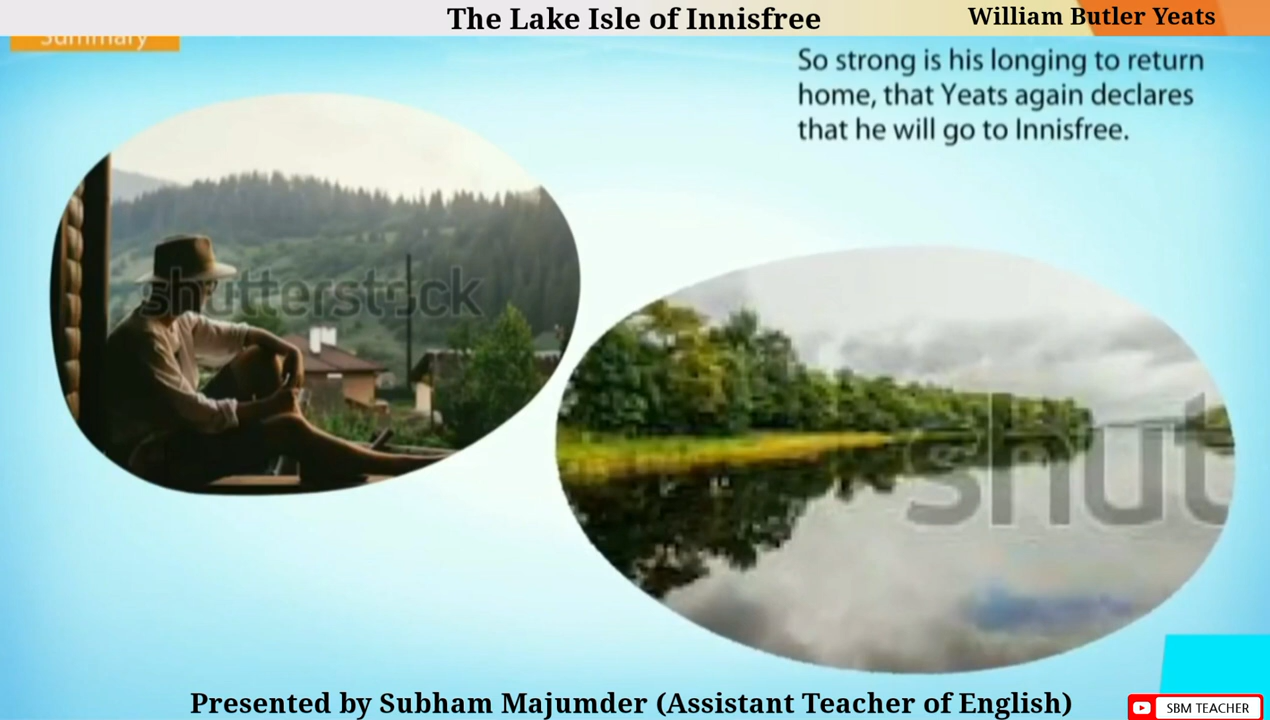 The Lake Isle of Innisfree
William Butler Yeats
Summary
So strong is his longing to return
home, that Yeats again declares
that he will go to Innisfree.
shutterstock
shut
Presented by Subham Majumder (Assistant Teacher of English)
SBM TEACHER